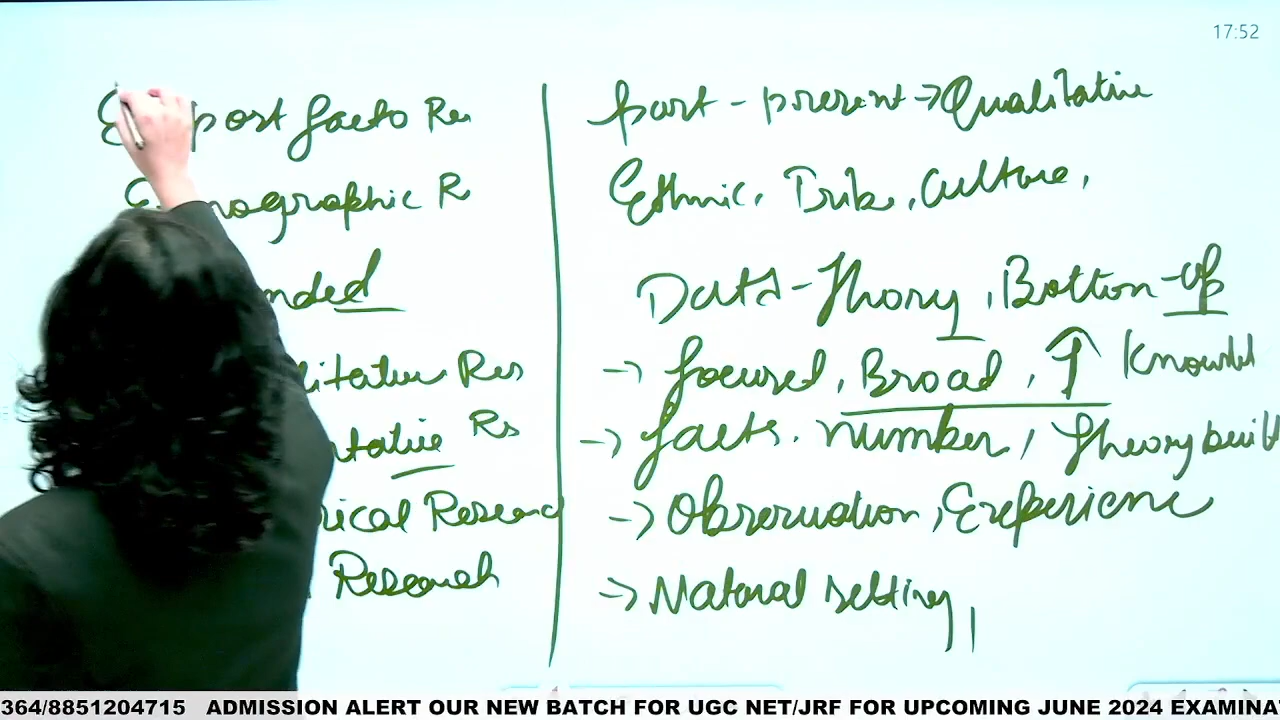 17:52
post facto Res past - present → Qualitative
nographic R Ethnic, Tribe, Culture,
nded Data - Theory, Bottom-up
litative Res → focused, Broad, ↑ Knowled
ntative Rs → facts, number, Theory built
rical Research → Observation, Experience
Research → Natural setting,
364/8851204715 ADMISSION ALERT OUR NEW BATCH FOR UGC NET/JRF FOR UPCOMING JUNE 2024 EXAMINA